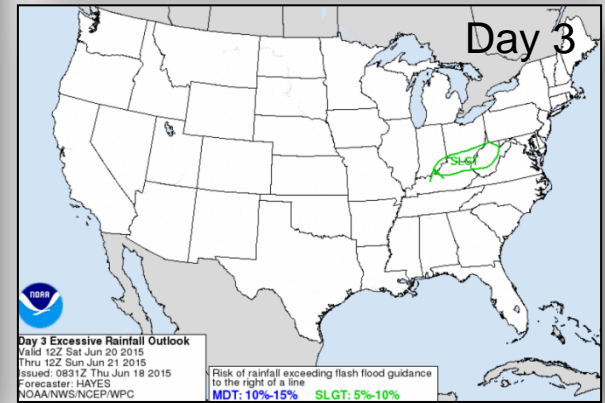 Day 3
SLGT
NOAA
Day 3 Excessive Rainfall Outlook
Valid 12Z Sat Jun 20 2015
Thru 12Z Sun Jun 21 2015
Issued: 0831Z Thu Jun 18 2015
Forecaster: HAYES
NOAA/NWS/NCEP/WPC
Risk of rainfall exceeding flash flood guidance
to the right of a line
MDT: 10%-15% SLGT: 5%-10%